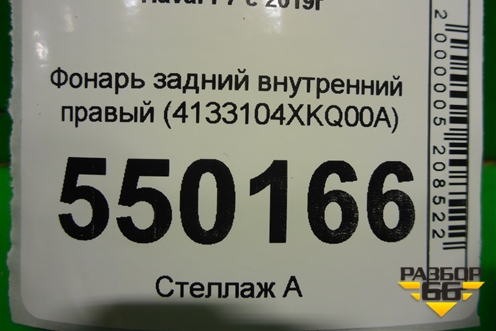 Haval F7 с 2019г
Фонарь задний внутренний
правый (4133104XKQ00A)
550166
Стеллаж А
2000005208522
РАЗБОР
66